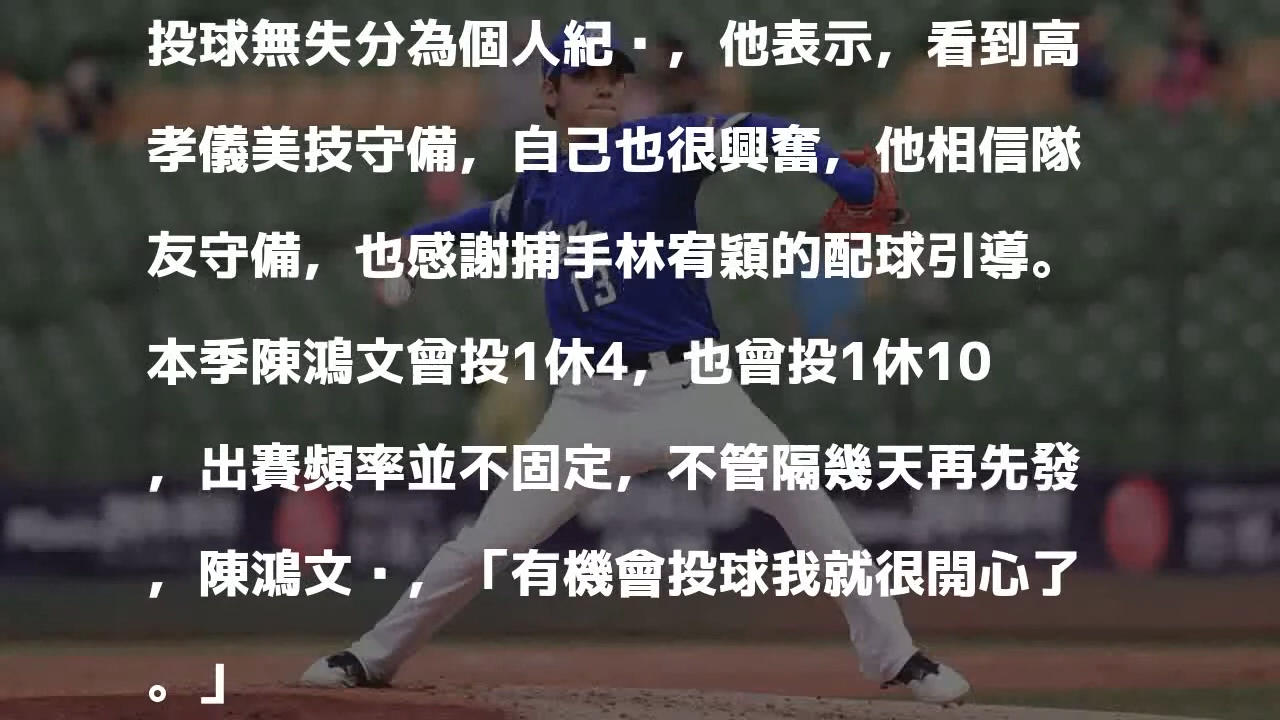 投球無失分為個人紀▪，他表示，看到高
孝儀美技守備，自己也很興奮，他相信隊
友守備，也感謝捕手林宥穎的配球引導。
本季陳鴻文曾投1休4，也曾投1休10
，出賽頻率並不固定，不管隔幾天再先發
，陳鴻文▪，「有機會投球我就很開心了
。」
13